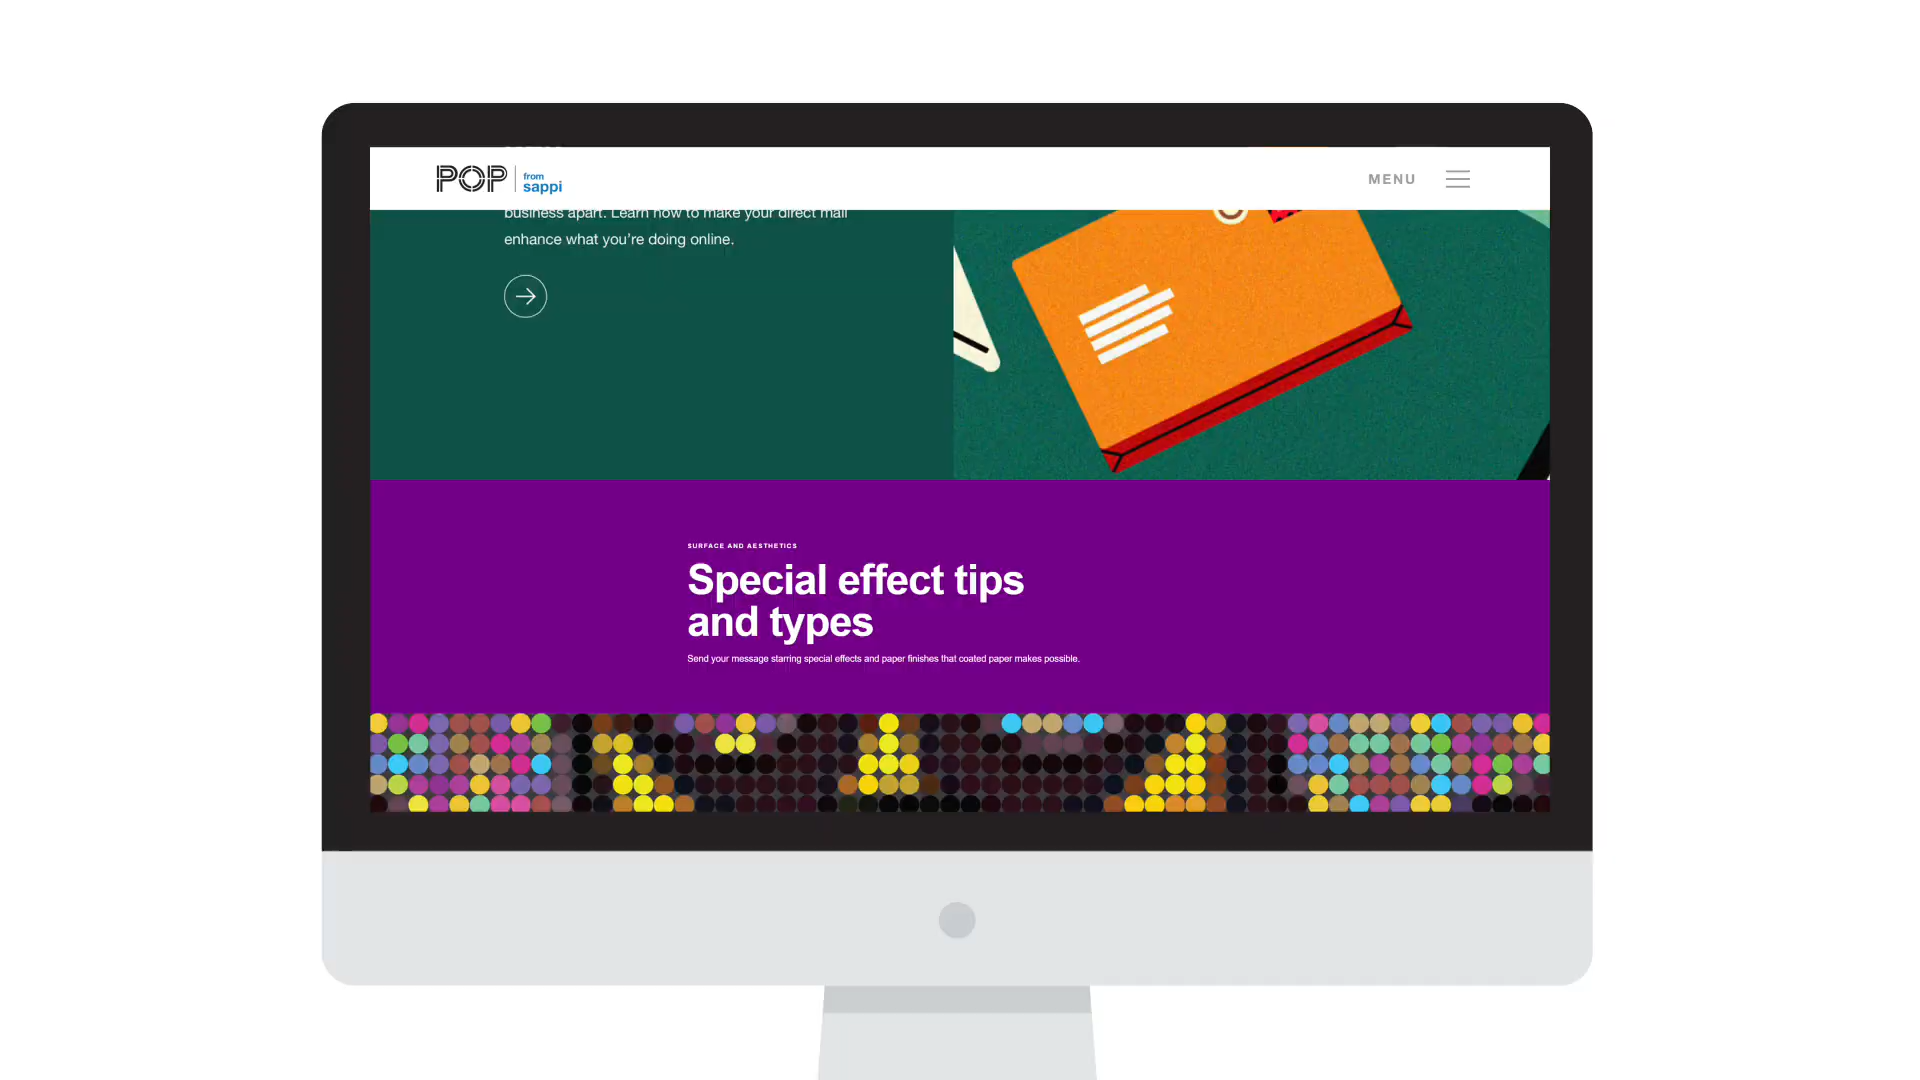 POP
from
sappi
MENU
business apart. Learn how to make your direct mail
enhance what you're doing online.
SURFACE AND AESTHETICS
Special effect tips
and types
Send your message starring special effects and paper finishes that coated paper makes possible.